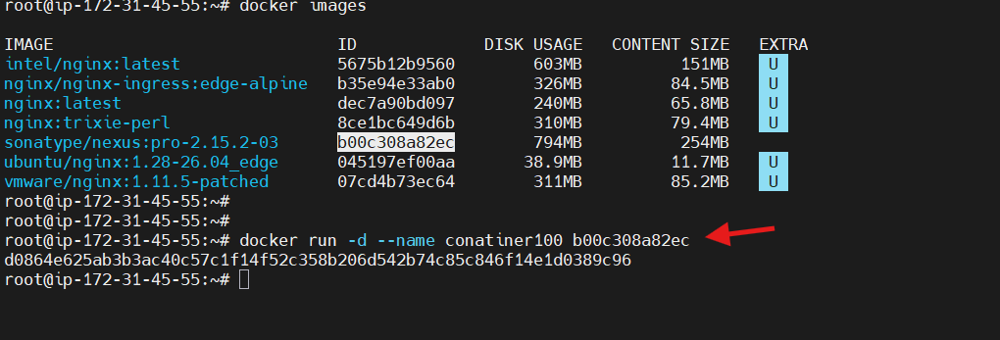 root@ip-172-31-45-55:~# docker images
IMAGE ID DISK USAGE CONTENT SIZE EXTRA
intel/nginx:latest 5675b12b9560 603MB 151MB U
nginx/nginx-ingress:edge-alpine b35e94e33ab0 326MB 84.5MB U
nginx:latest dec7a90bd097 240MB 65.8MB U
nginx:trixie-perl 8ce1bc649d6b 310MB 79.4MB U
sonatype/nexus:pro-2.15.2-03 b00c308a82ec 794MB 254MB
ubuntu/nginx:1.28-26.04_edge 045197ef00aa 38.9MB 11.7MB U
vmware/nginx:1.11.5-patched 07cd4b73ec64 311MB 85.2MB U
root@ip-172-31-45-55:~#
root@ip-172-31-45-55:~#
root@ip-172-31-45-55:~# docker run -d --name conatiner100 b00c308a82ec
d0864e625ab3b3ac40c57c1f14f52c358b206d542b74c85c846f14e1d0389c96
root@ip-172-31-45-55:~#